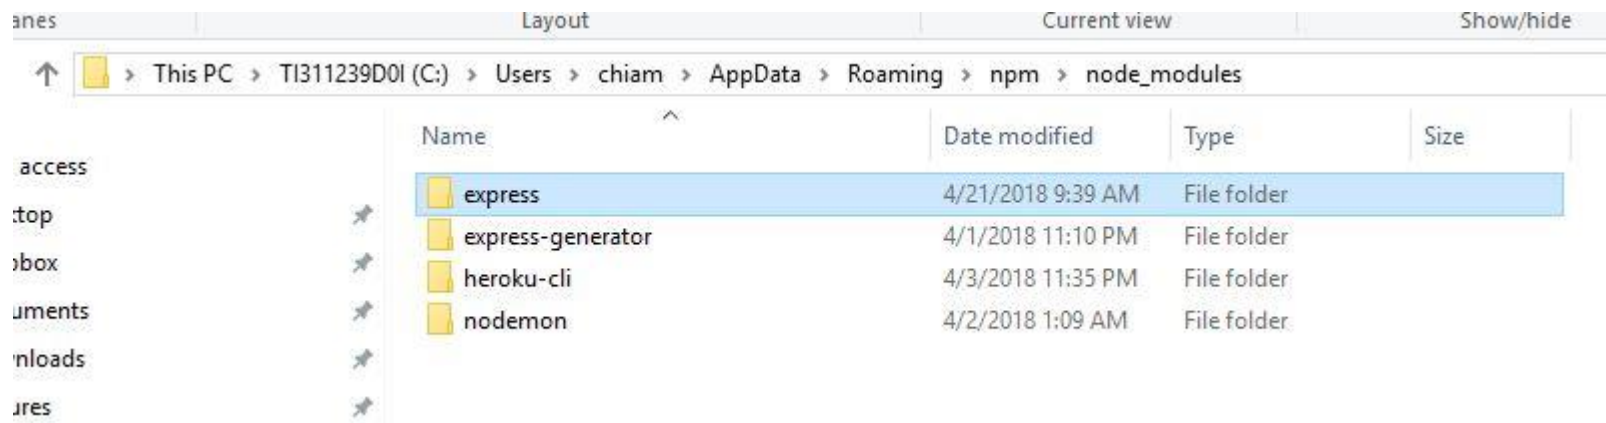 anes Layout Current view Show/hide
This PC > TI311239D0I (C:) > Users > chiam > AppData > Roaming > npm > node_modules
Name Date modified Type Size
access
express 4/21/2018 9:39 AM File folder
top
express-generator 4/1/2018 11:10 PM File folder
box
heroku-cli 4/3/2018 11:35 PM File folder
uments
nodemon 4/2/2018 1:09 AM File folder
nloads
ures